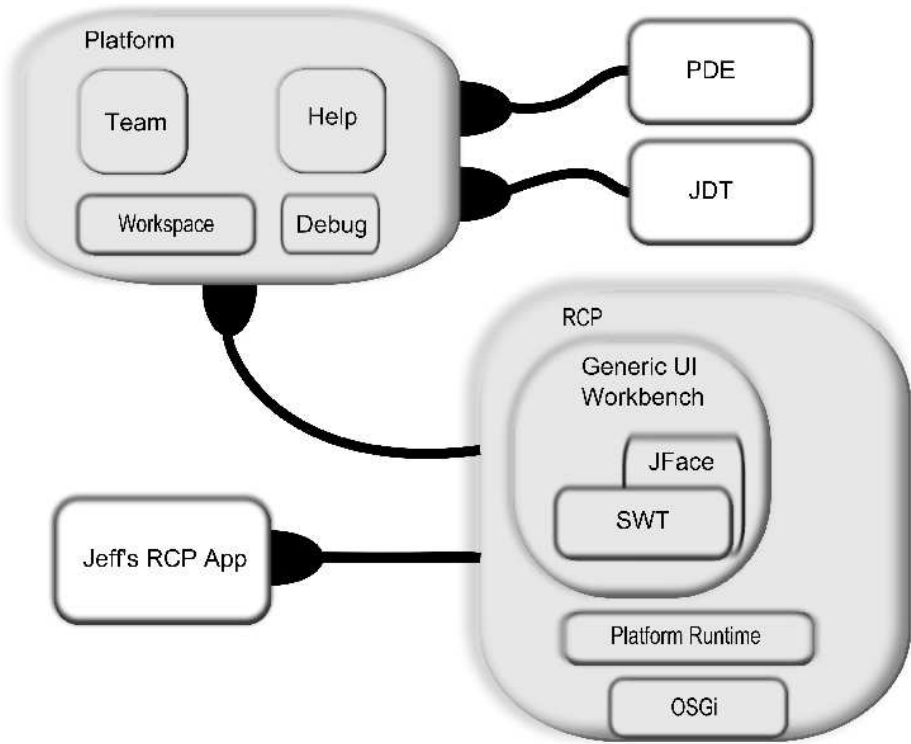 Platform
Team
Help
Workspace
Debug
PDE
JDT
RCP
Generic UI
Workbench
JFace
SWT
Jeff's RCP App
Platform Runtime
OSGi